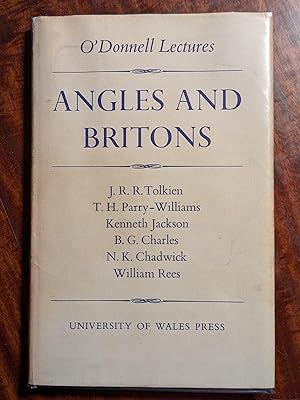 O'Donnell Lectures
ANGLES AND
BRITONS
J. R. R. Tolkien
T. H. Parry-Williams
Kenneth Jackson
B. G. Charles
N. K. Chadwick
William Rees
UNIVERSITY OF WALES PRESS